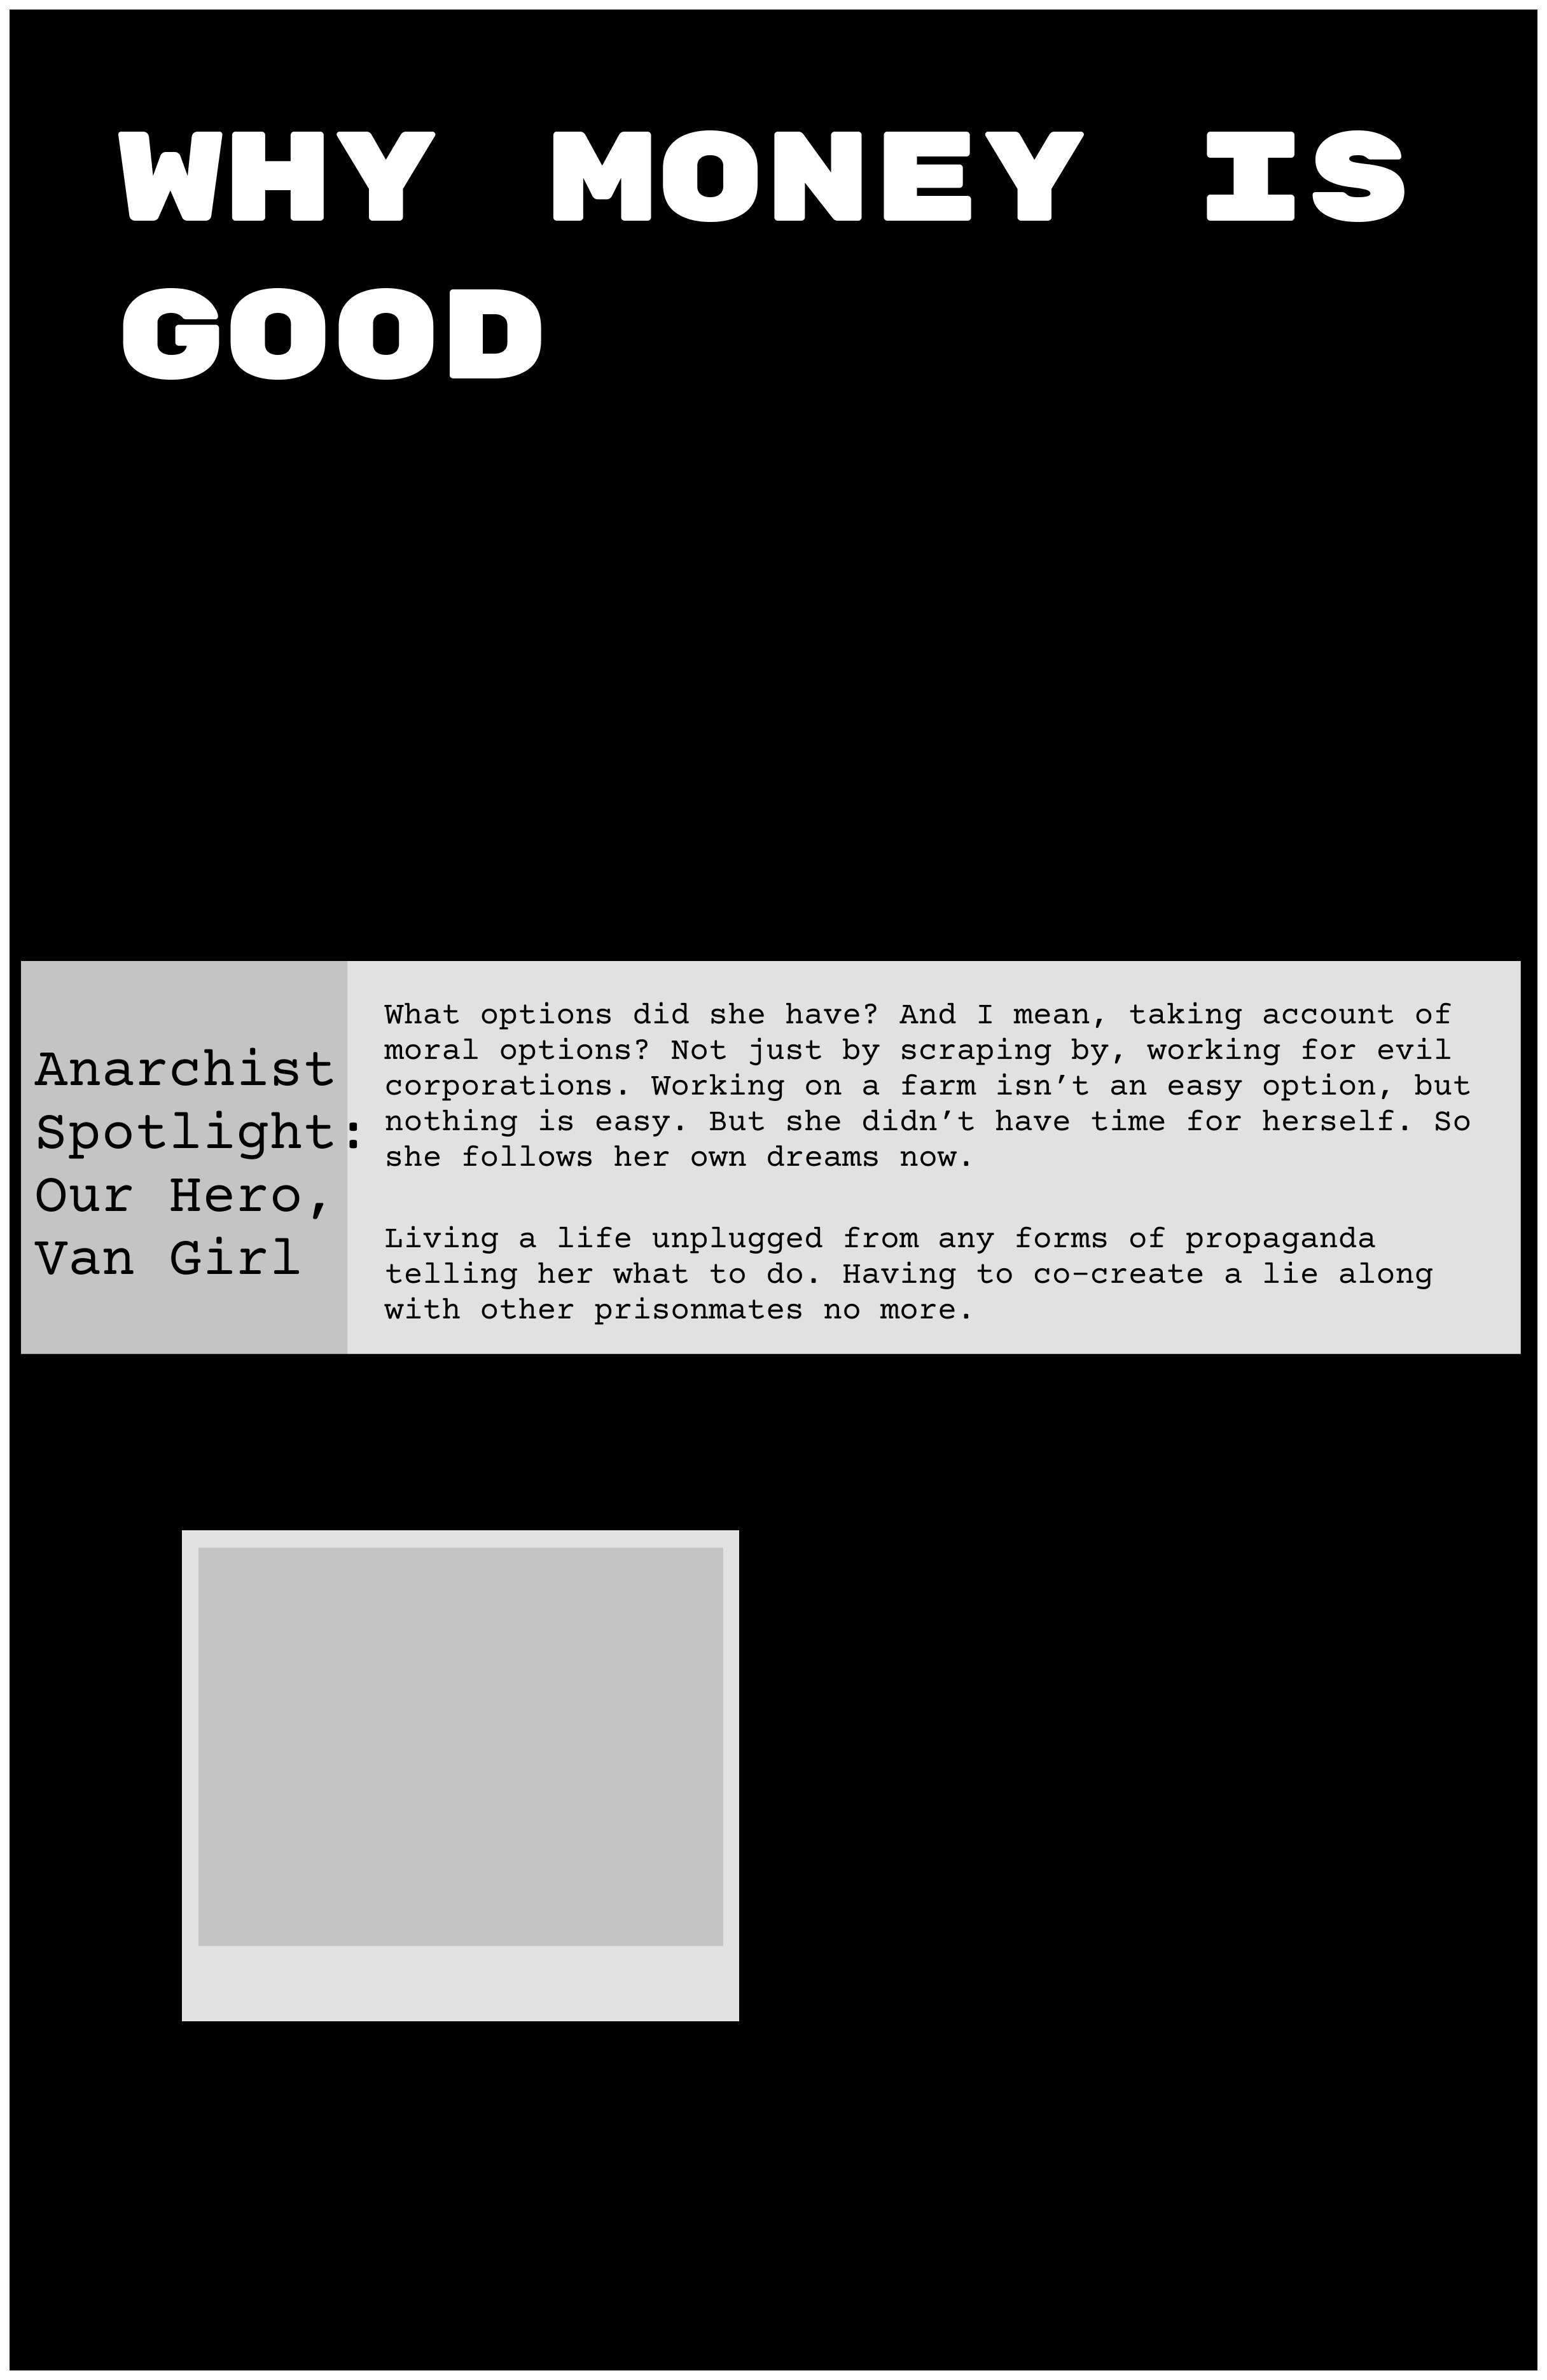 WHY MONEY IS
GOOD
Anarchist
Spotlight:
Our Hero,
Van Girl
What options did she have? And I mean, taking account of
moral options? Not just by scraping by, working for evil
corporations. Working on a farm isn’t an easy option, but
nothing is easy. But she didn’t have time for herself. So
she follows her own dreams now.
Living a life unplugged from any forms of propaganda
telling her what to do. Having to co-create a lie along
with other prisonmates no more.